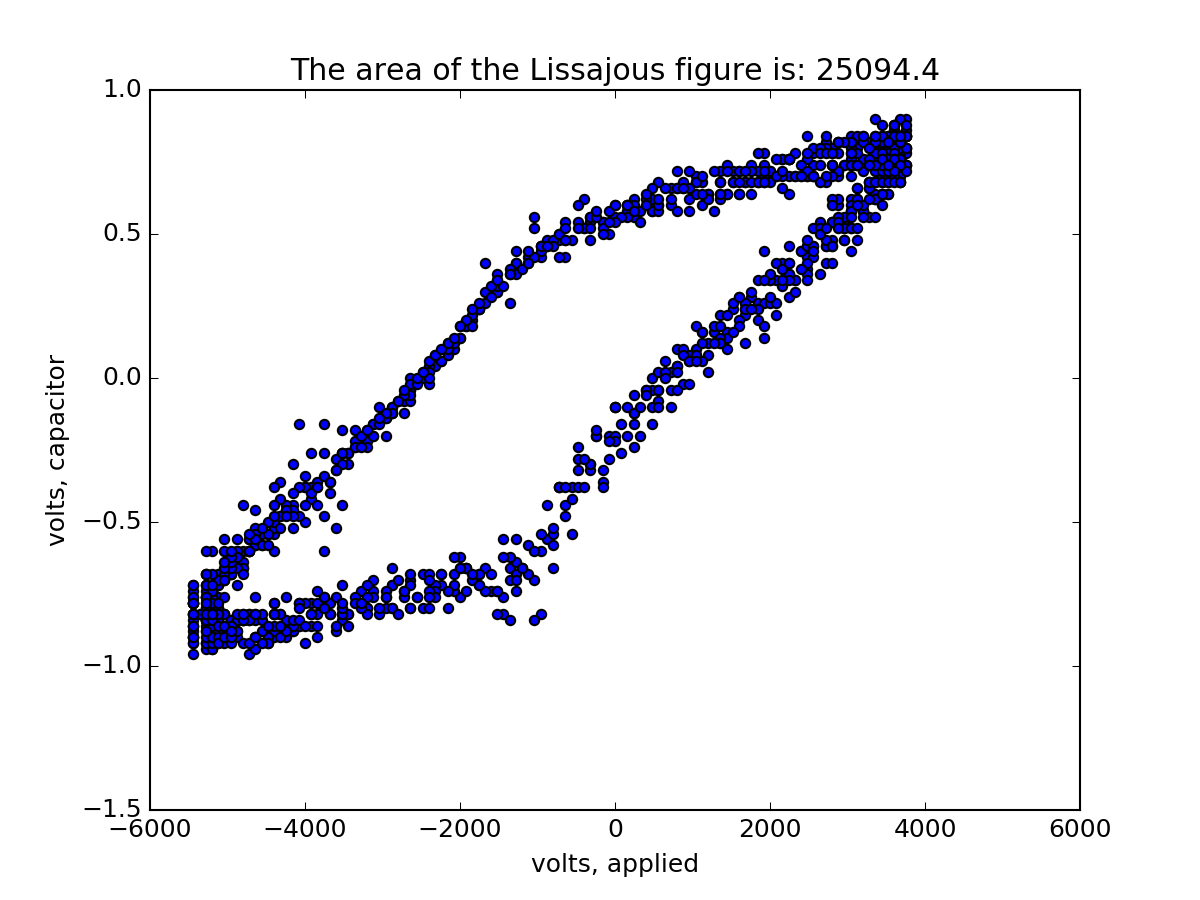 The area of the Lissajous figure is: 25094.4
1.0
0.5
0.0
−0.5
−1.0
−1.5
volts, capacitor
−6000 −4000 −2000 0 2000 4000 6000
volts, applied